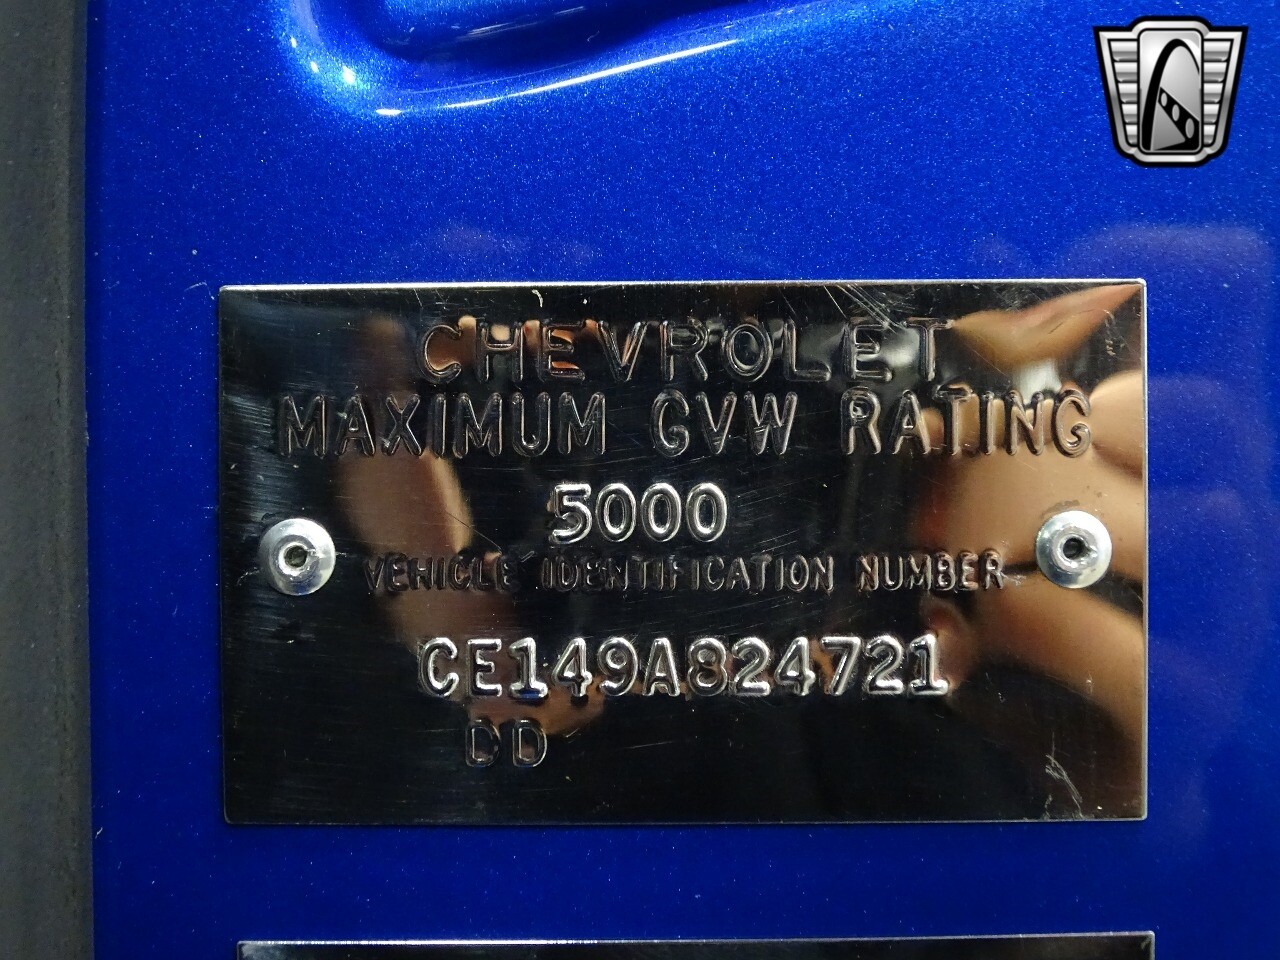 CHEVROLET
MAXIMUM GVW RATING
5000
VEHICLE IDENTIFICATION NUMBER
CE149A824721
DD